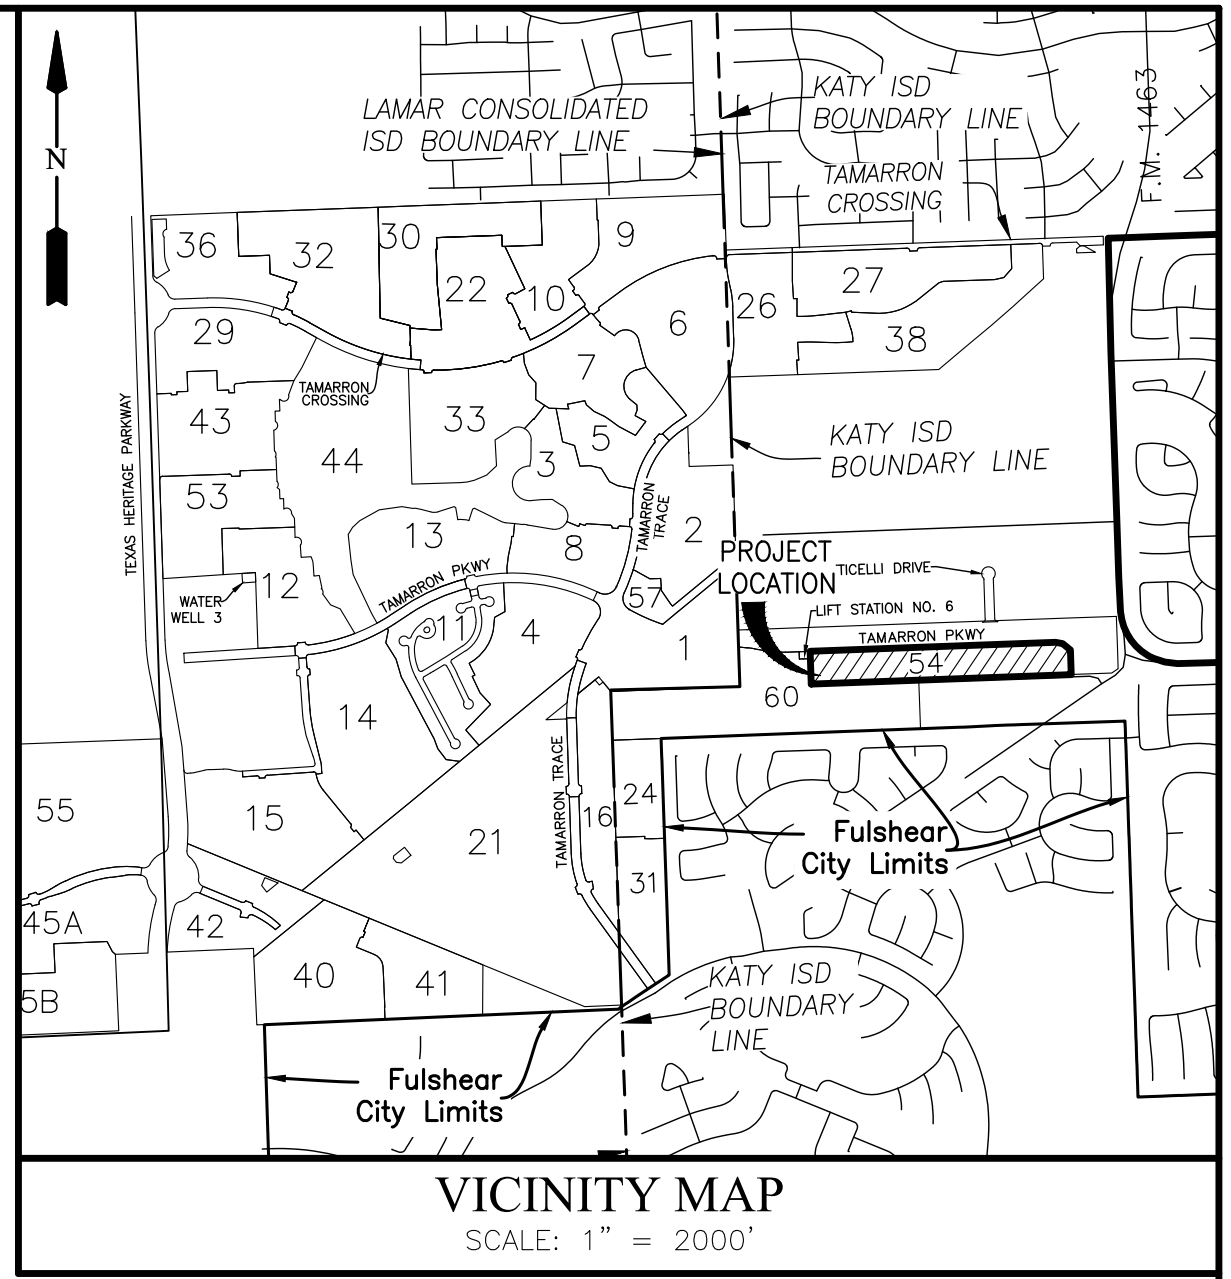 KATY ISD
BOUNDARY LINE
LAMAR CONSOLIDATED
ISD BOUNDARY LINE
F.M. 1463
TAMARRON
CROSSING
N
36
32
30
9
22
10
27
26
6
38
29
7
TAMARRON
CROSSING
TEXAS HERITAGE PARKWAY
43
33
5
44
3
KATY ISD
BOUNDARY LINE
53
TAMARRON
TRACE
13
8
2
PROJECT
LOCATION
TICELLI DRIVE
12
TAMARRON PKWY
57
WATER
WELL 3
LIFT STATION NO. 6
11
4
1
TAMARRON PKWY
54
60
14
TAMARRON TRACE
55
15
21
16
24
Fulshear
City Limits
31
45A
42
40
41
KATY ISD
BOUNDARY
LINE
5B
Fulshear
City Limits
VICINITY MAP
SCALE: 1" = 2000'